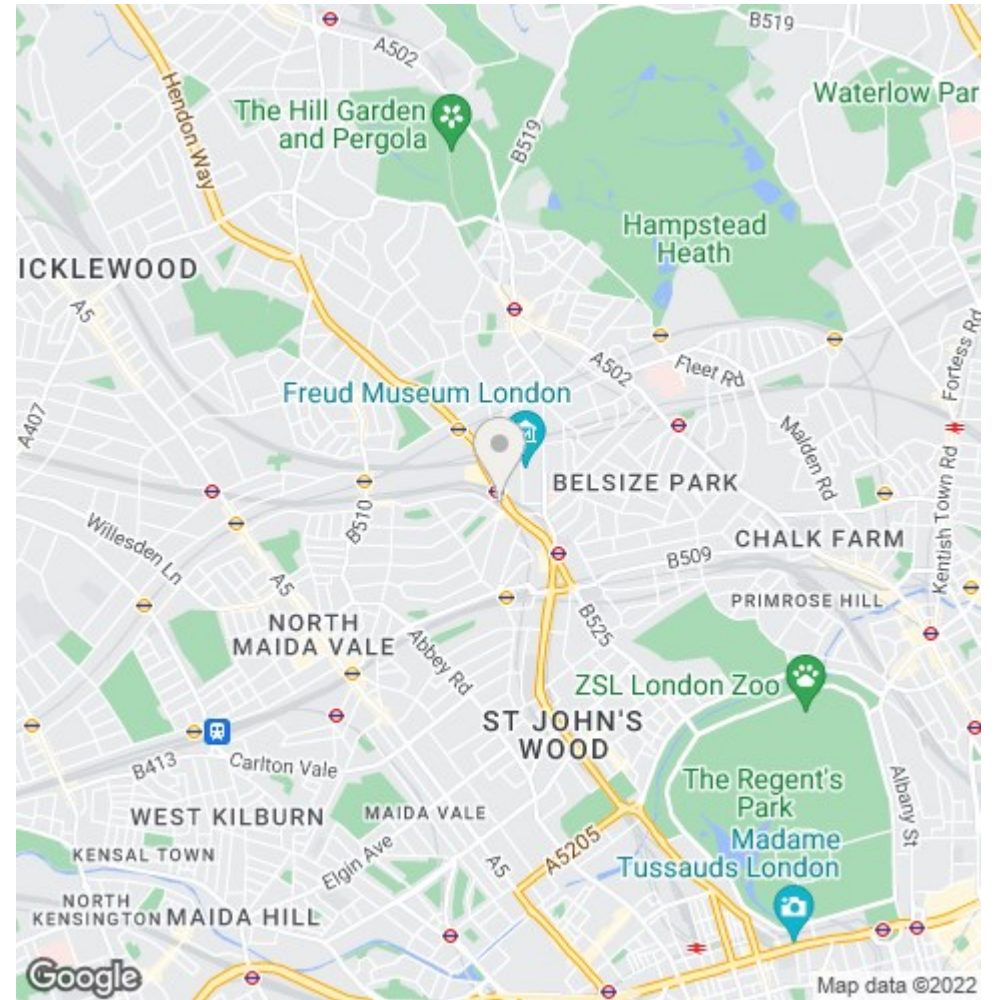 B519
A502
Hendon Way
The Hill Garden
and Pergola
B519
Waterlow Par
Hampstead
Heath
ICKLEWOOD
A5
A502
Fleet Rd
Fortess Rd
Freud Museum London
A407
Malden Rd
BELSIZE PARK
B510
Willesden Ln
CHALK FARM
Kentish Town Rd
B509
A5
PRIMROSE HILL
NORTH
MAIDA VALE
Abbey Rd
B525
ZSL London Zoo
ST JOHN'S
WOOD
B413
Carlton Vale
The Regent's
Park
Albany St
WEST KILBURN
MAIDA VALE
A5205
Madame
Tussauds London
KENSAL TOWN
Elgin Ave
A5
NORTH
KENSINGTON
MAIDA HILL
Google
Map data ©2022